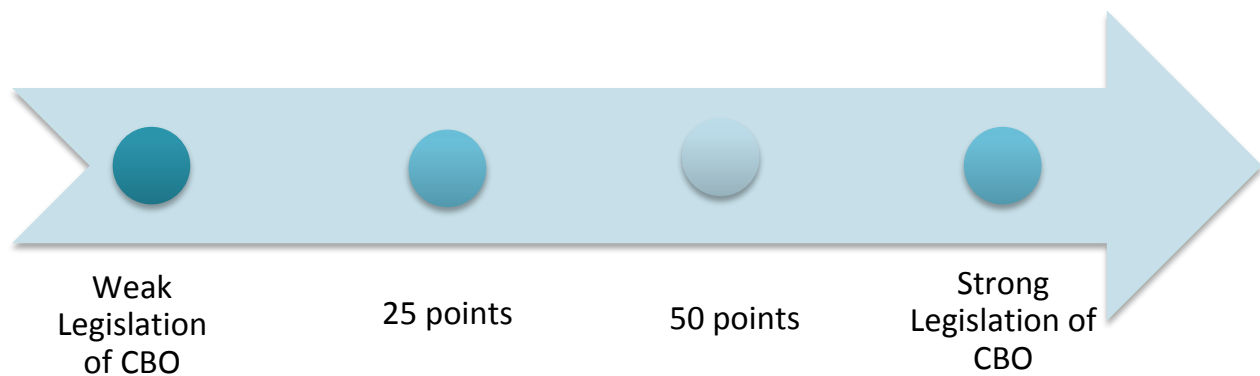 Weak
Legislation
of CBO
25 points
50 points
Strong
Legislation of
CBO